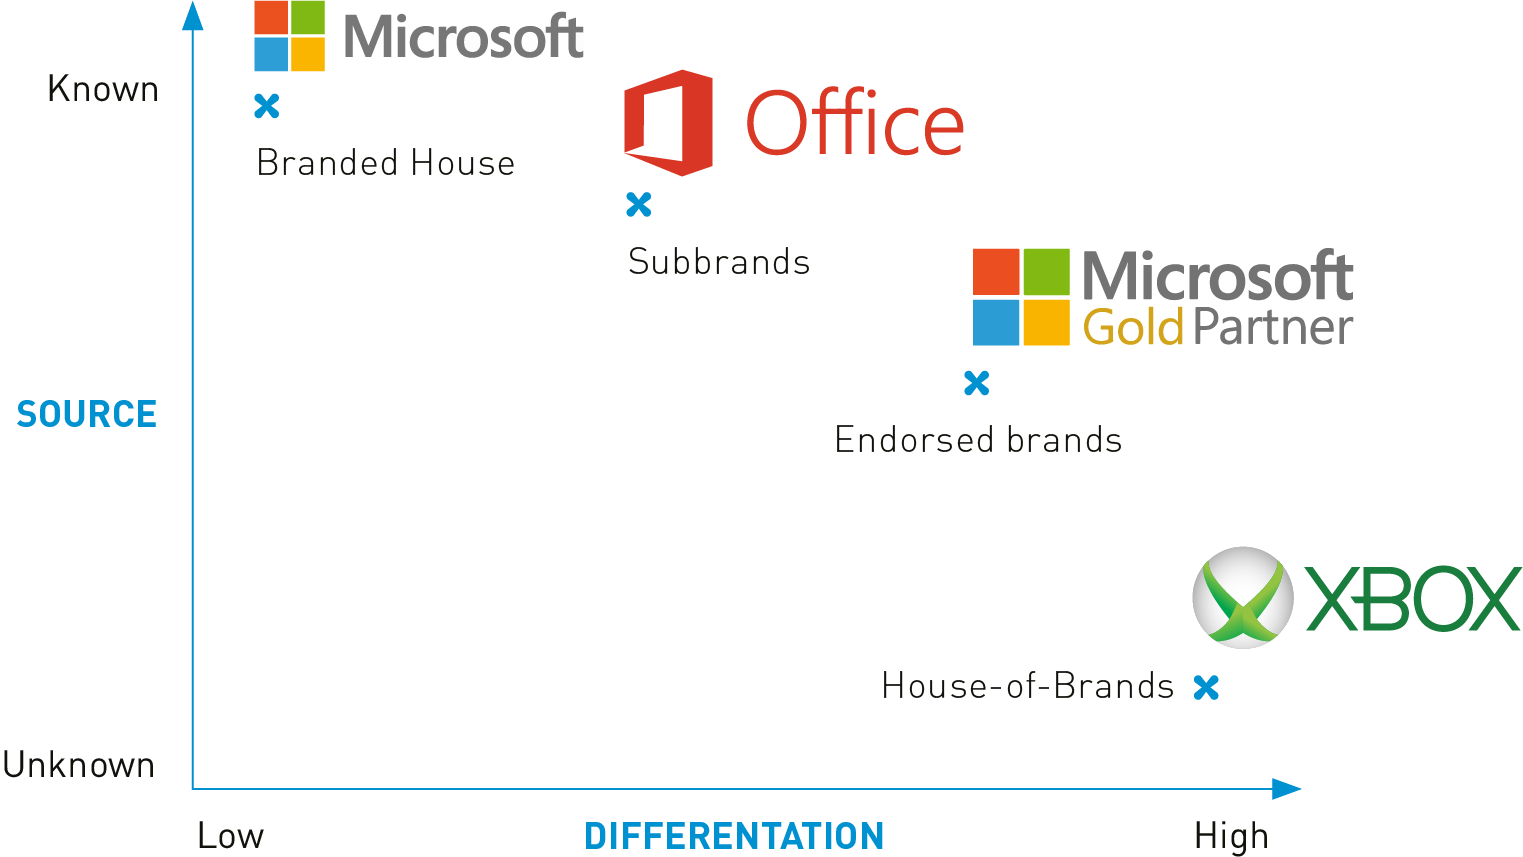 Microsoft
Known
Branded House
Office
Subbrands
Microsoft
Gold Partner
SOURCE
Endorsed brands
XBOX
House-of-Brands
Unknown
Low
DIFFERENTATION
High